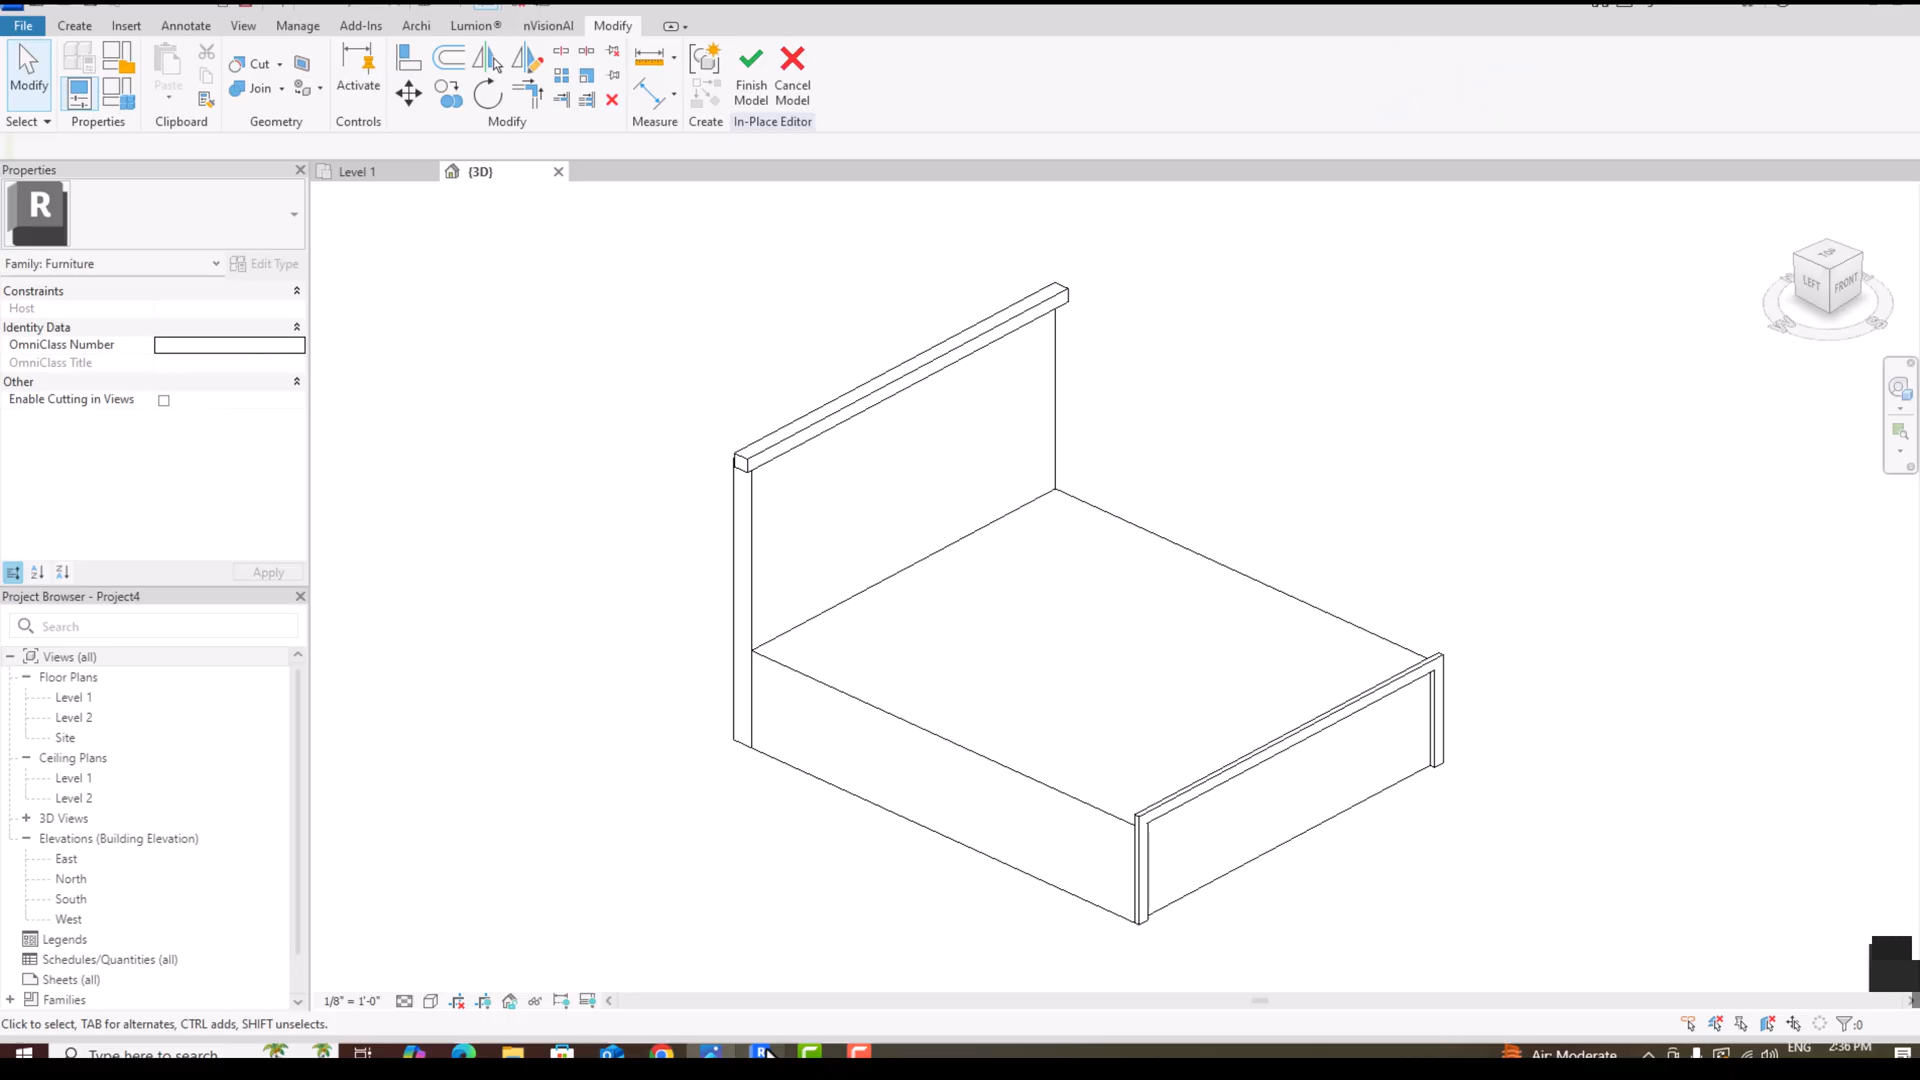 File Create Insert Annotate View Manage Add-Ins Archi Lumion® nVisionAI Modify
Modify Paste Cut Join Activate Finish Model Cancel Model
Select Properties Clipboard Geometry Controls Modify Measure Create In-Place Editor
Properties
Level 1
{3D}
R
Family: Furniture
Edit Type
Constraints
Host
Identity Data
OmniClass Number
OmniClass Title
Other
Enable Cutting in Views
Apply
TOP
LEFT
FRONT
Project Browser - Project4
Search
Views (all)
Floor Plans
Level 1
Level 2
Site
Ceiling Plans
Level 1
Level 2
3D Views
Elevations (Building Elevation)
East
North
South
West
Legends
Schedules/Quantities (all)
Sheets (all)
Families
1/8" = 1'-0"
Click to select, TAB for alternates, CTRL adds, SHIFT unselects.
:0
Type here to search
Air: Moderate
ENG
2:36 PM